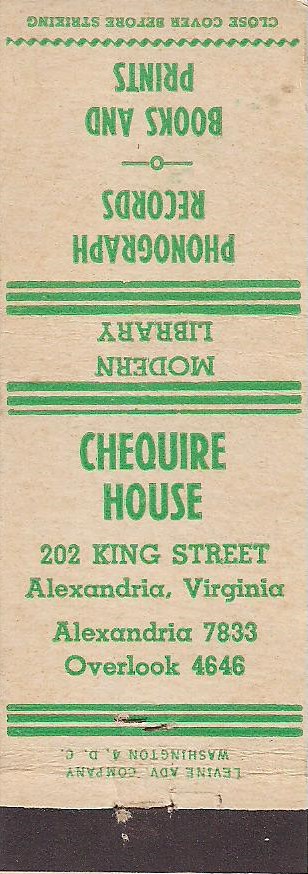 CLOSE COVER BEFORE STRIKING
PHONOGRAPH
RECORDS
BOOKS AND
PRINTS
MODERN
LIBRARY
CHEQUIRE
HOUSE
202 KING STREET
Alexandria, Virginia
Alexandria 7833
Overlook 4646
LEVINE ADV. COMPANY
WASHINGTON 4, D. C.